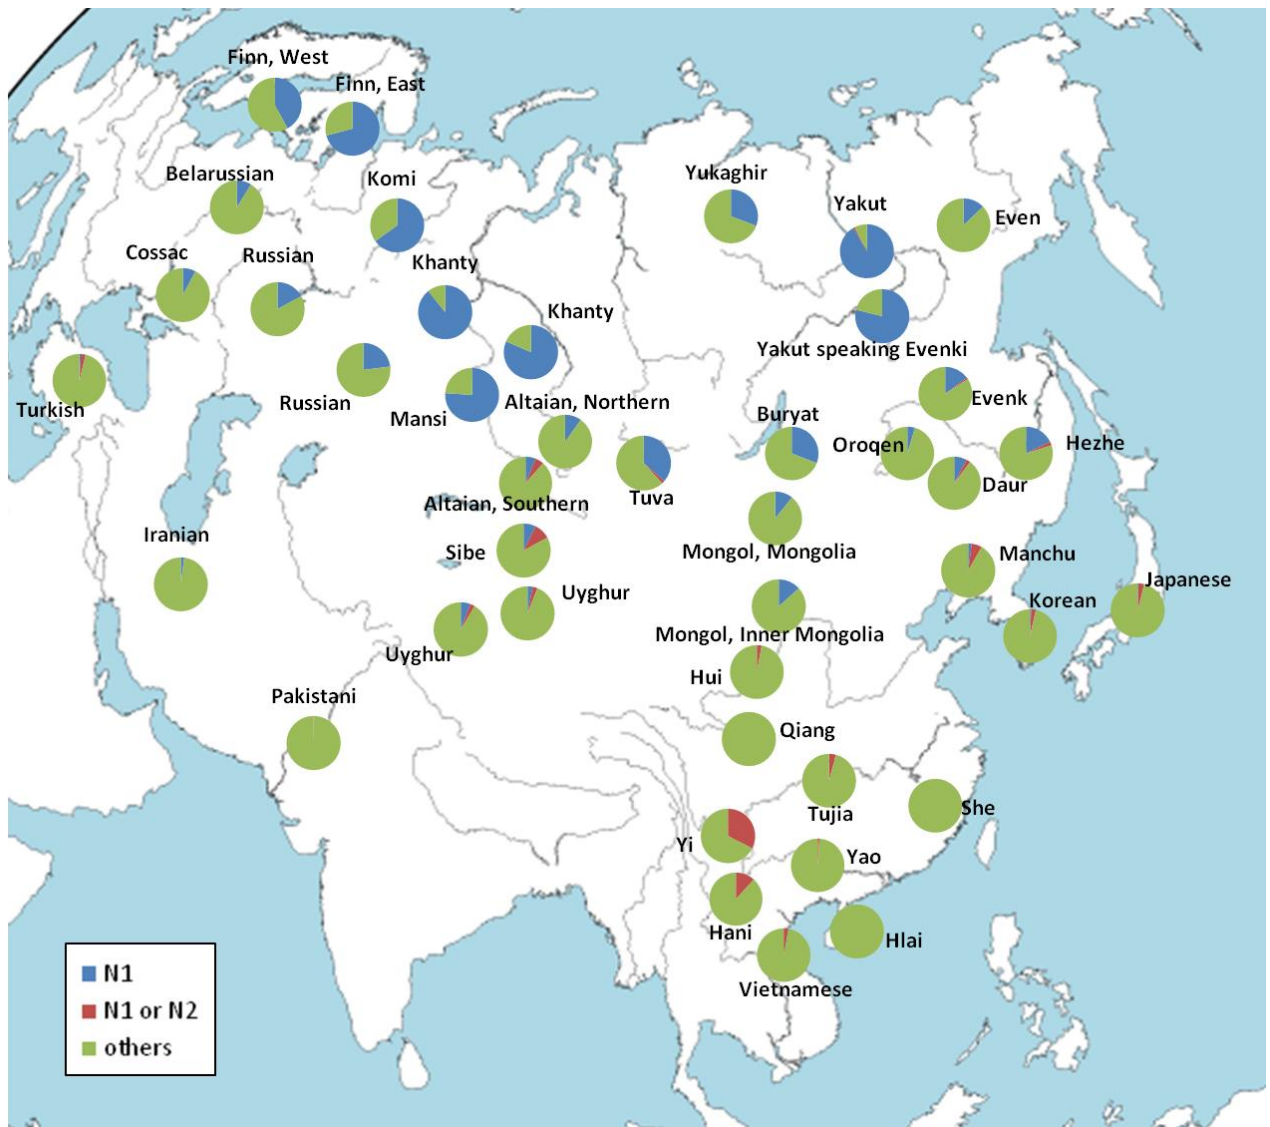 Finn, West
Finn, East
Belarussian
Komi
Yukaghir
Yakut
Even
Cossac
Russian
Khanty
Khanty
Yakut speaking Evenki
Turkish
Russian
Mansi
Altaian, Northern
Buryat
Evenk
Oroqen
Hezhe
Daur
Tuva
Altaian, Southern
Iranian
Sibe
Mongol, Mongolia
Manchu
Japanese
Korean
Uyghur
Uyghur
Mongol, Inner Mongolia
Hui
Pakistani
Qiang
Tujia
She
Yi
Yao
Hani
Hlai
Vietnamese
N1
N1 or N2
others